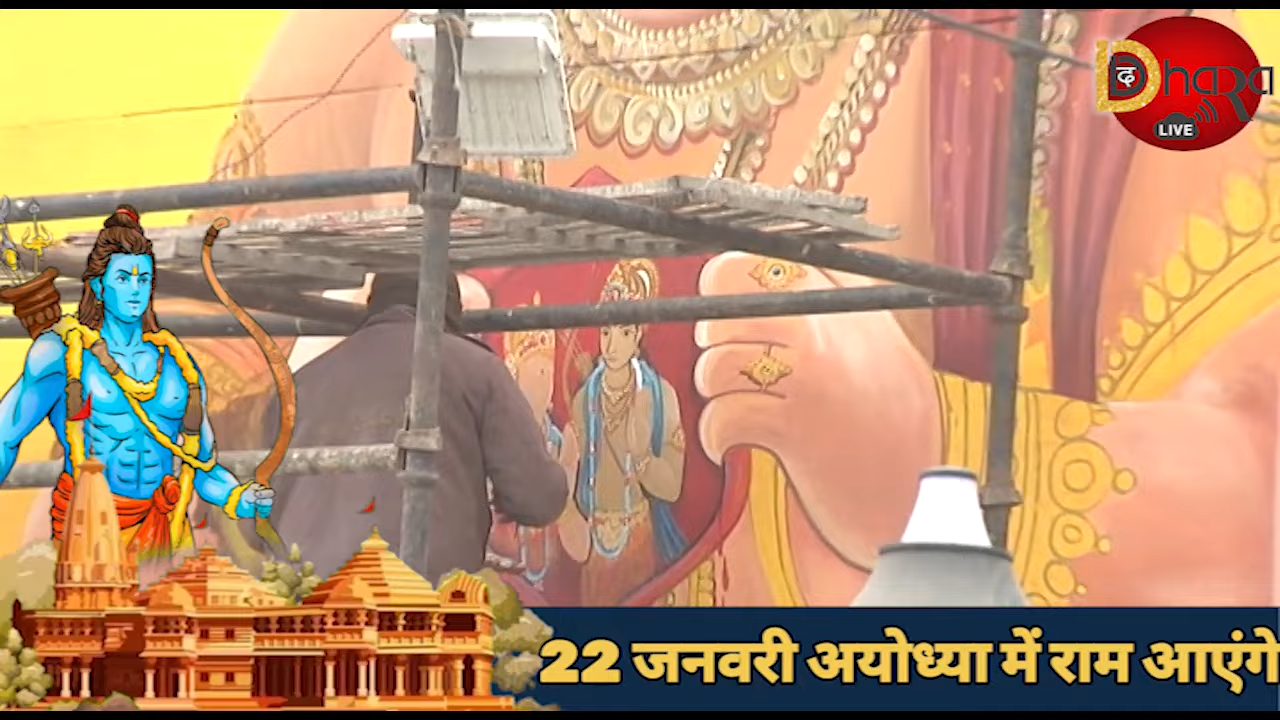 द Dhara
LIVE
22 जनवरी अयोध्या में राम आएंगे